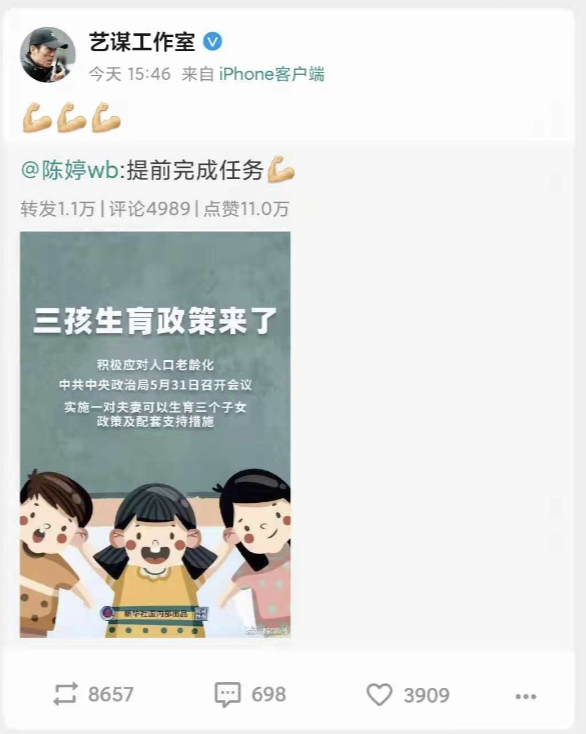 艺谋工作室
今天 15:46 来自 iPhone客户端
💪💪💪
@陈婷wb:提前完成任务💪
转发1.1万 | 评论4989 | 点赞11.0万
三孩生育政策来了
积极应对人口老龄化
中共中央政治局5月31日召开会议
实施一对夫妻可以生育三个子女
政策及配套支持措施
新华社国内部出品
8657 698 3909